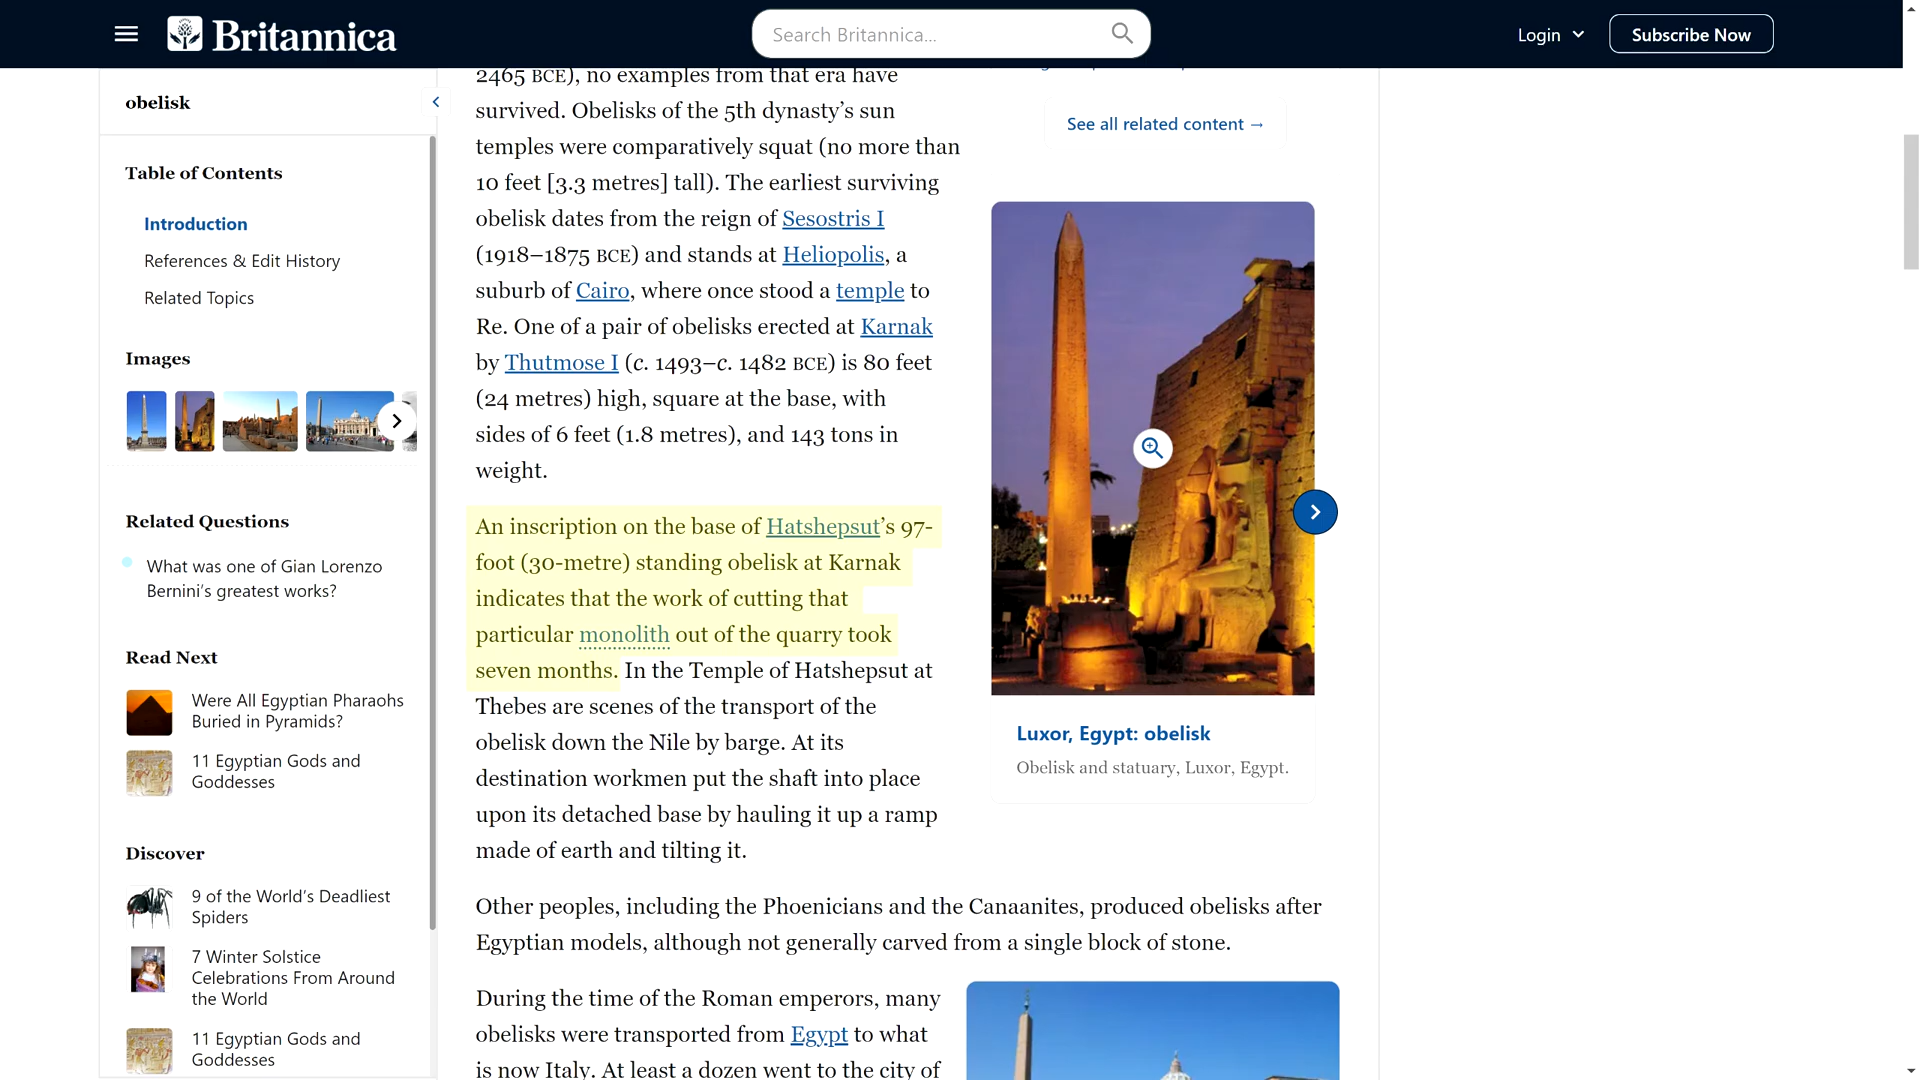 Britannica
Search Britannica...
Login
Subscribe Now
obelisk
Table of Contents
Introduction
References & Edit History
Related Topics
Images
Related Questions
What was one of Gian Lorenzo
Bernini's greatest works?
Read Next
Were All Egyptian Pharaohs
Buried in Pyramids?
11 Egyptian Gods and
Goddesses
Discover
9 of the World's Deadliest
Spiders
7 Winter Solstice
Celebrations From Around
the World
11 Egyptian Gods and
Goddesses
2465 BCE), no examples from that era have
survived. Obelisks of the 5th dynasty’s sun
temples were comparatively squat (no more than
10 feet [3.3 metres] tall). The earliest surviving
obelisk dates from the reign of Sesostris I
(1918–1875 BCE) and stands at Heliopolis, a
suburb of Cairo, where once stood a temple to
Re. One of a pair of obelisks erected at Karnak
by Thutmose I (c. 1493–c. 1482 BCE) is 80 feet
(24 metres) high, square at the base, with
sides of 6 feet (1.8 metres), and 143 tons in
weight.
An inscription on the base of Hatshepsut’s 97-
foot (30-metre) standing obelisk at Karnak
indicates that the work of cutting that
particular monolith out of the quarry took
seven months. In the Temple of Hatshepsut at
Thebes are scenes of the transport of the
obelisk down the Nile by barge. At its
destination workmen put the shaft into place
upon its detached base by hauling it up a ramp
made of earth and tilting it.
Other peoples, including the Phoenicians and the Canaanites, produced obelisks after
Egyptian models, although not generally carved from a single block of stone.
During the time of the Roman emperors, many
obelisks were transported from Egypt to what
is now Italy. At least a dozen went to the city of
See all related content →
Luxor, Egypt: obelisk
Obelisk and statuary, Luxor, Egypt.